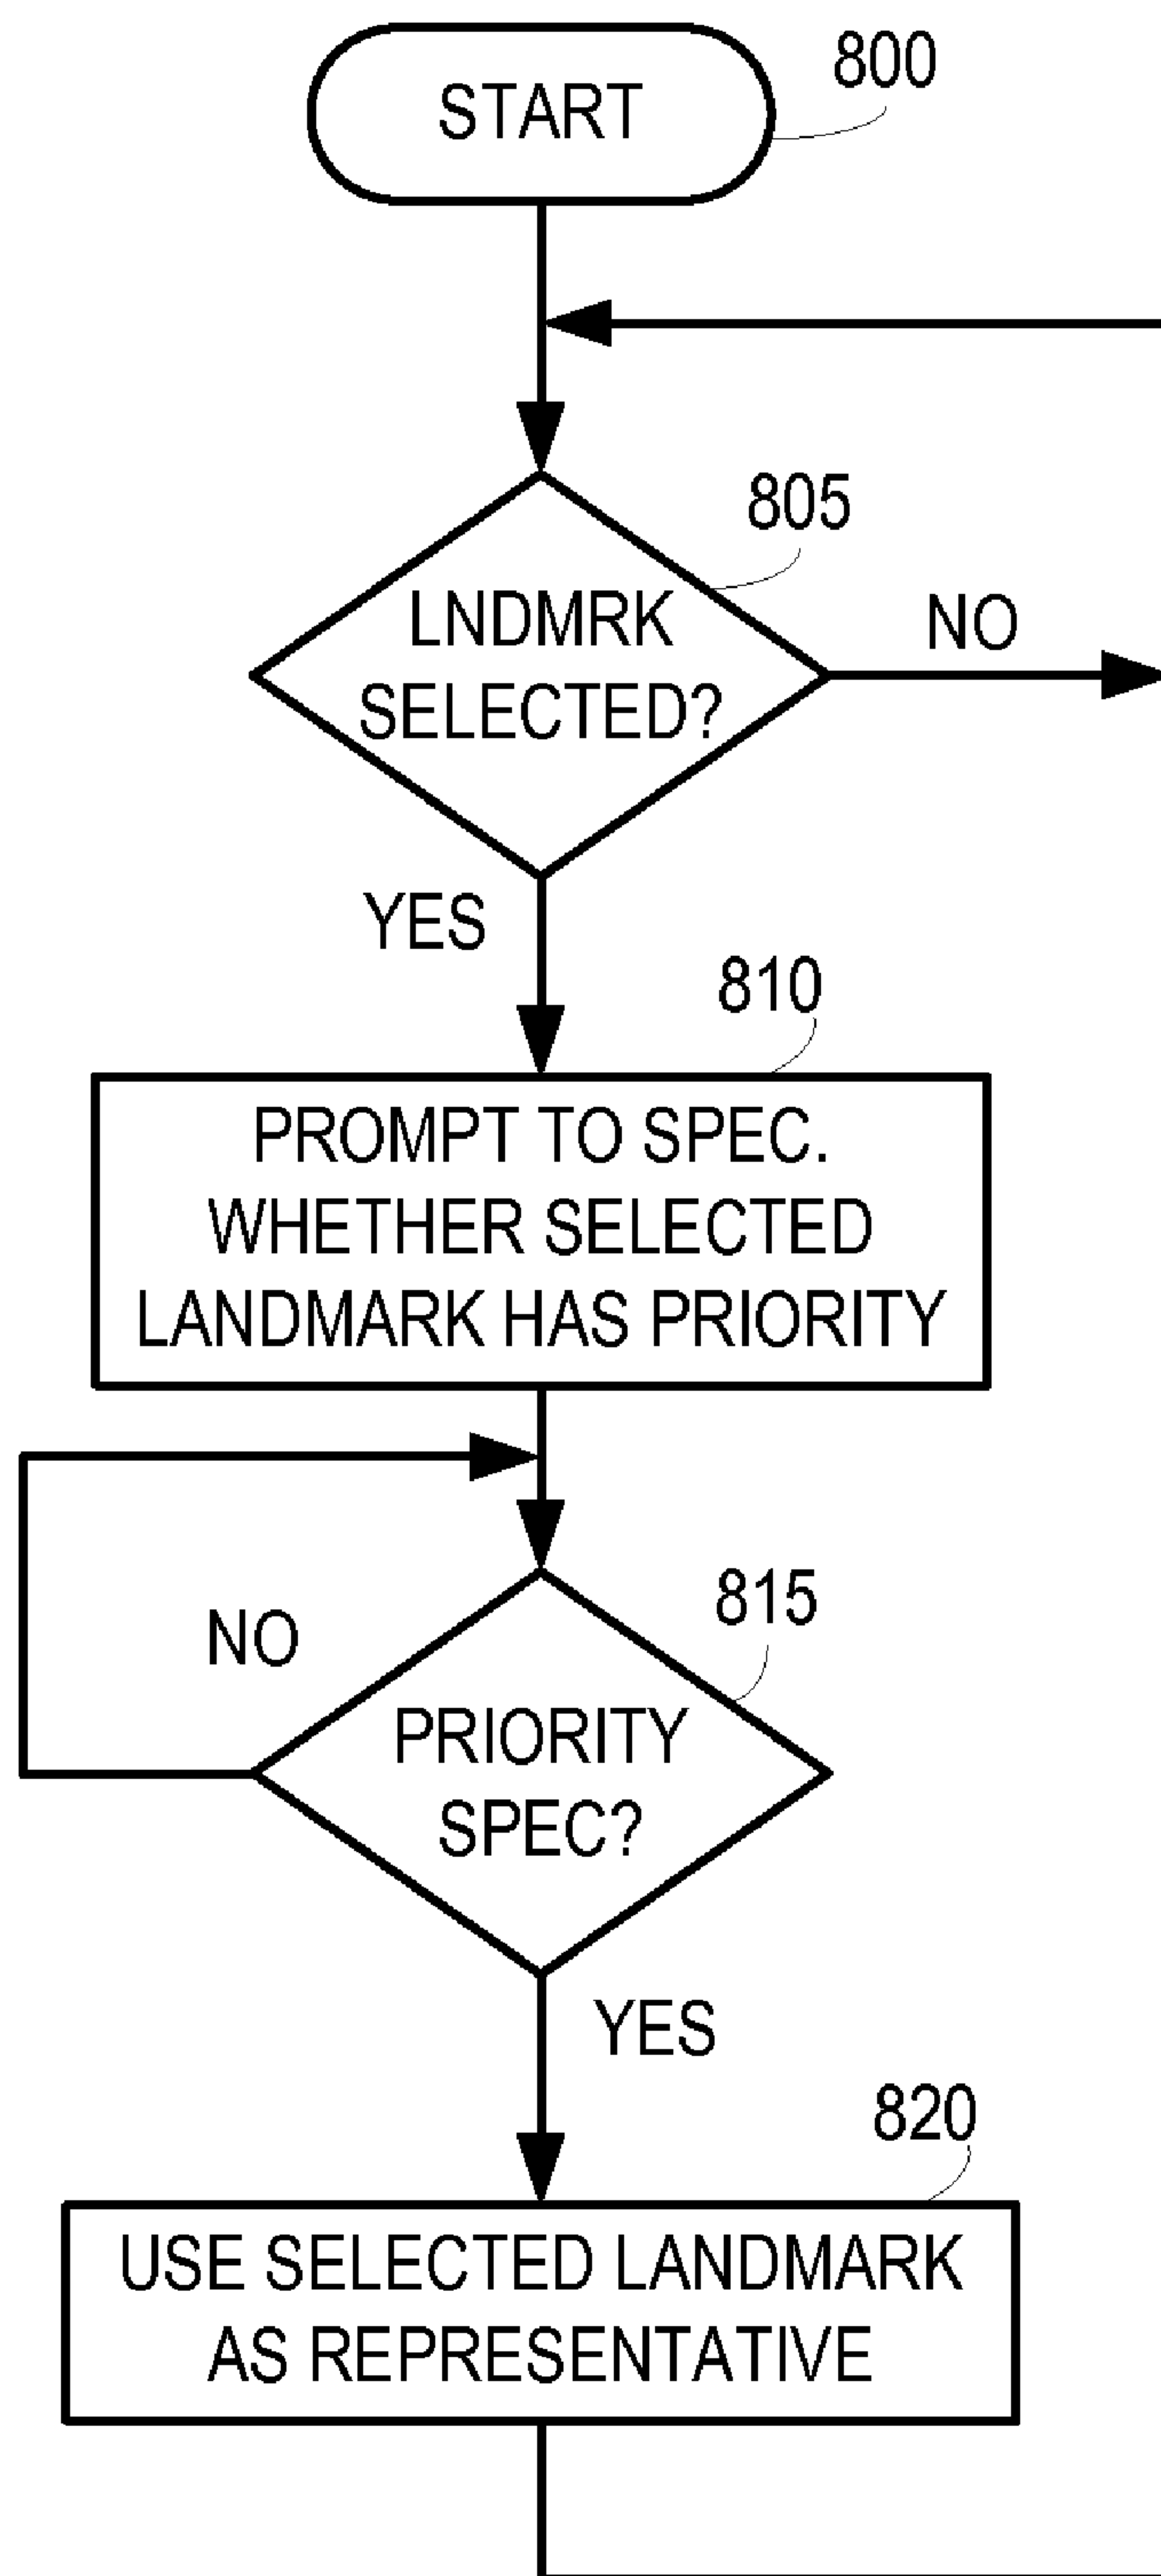 START
800
805
LNDMRK
SELECTED?
NO
YES
810
PROMPT TO SPEC.
WHETHER SELECTED
LANDMARK HAS PRIORITY
815
NO
PRIORITY
SPEC?
YES
820
USE SELECTED LANDMARK
AS REPRESENTATIVE